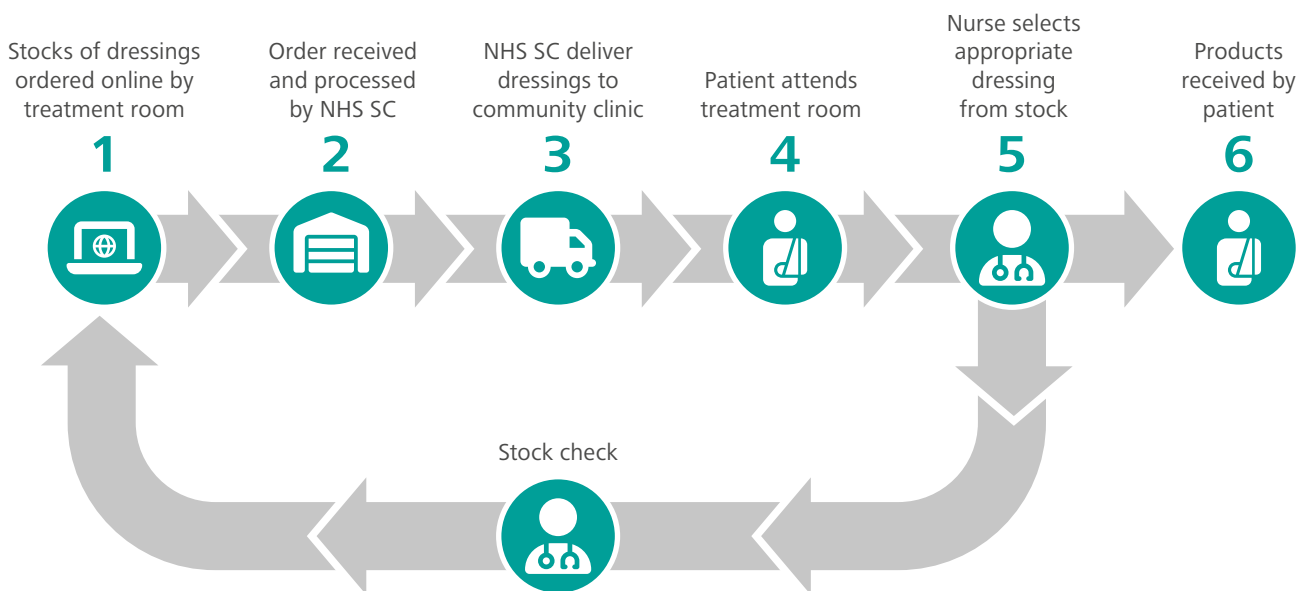 Stocks of dressings
ordered online by
treatment room
1
Order received
and processed
by NHS SC
2
NHS SC deliver
dressings to
community clinic
3
Patient attends
treatment room
4
Nurse selects
appropriate
dressing
from stock
5
Products
received by
patient
6
Stock check